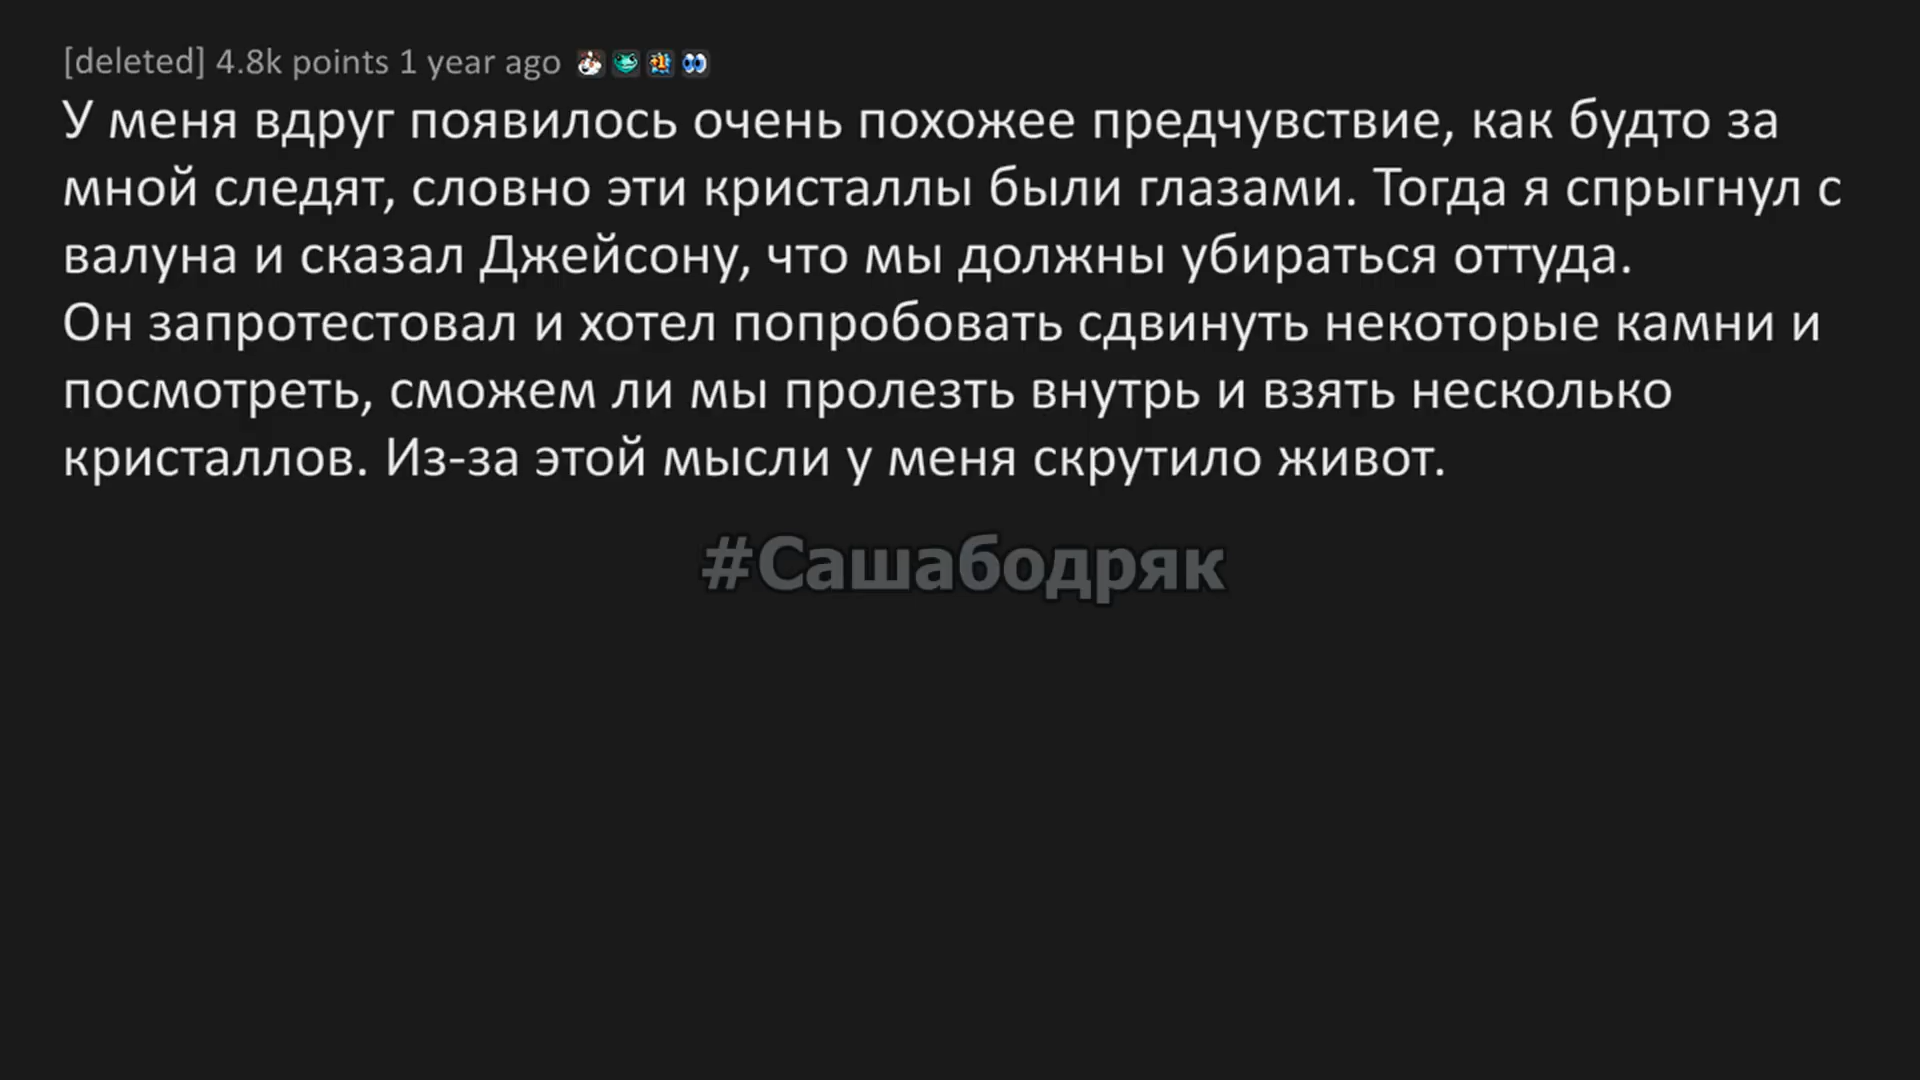 [deleted] 4.8k points 1 year ago
У меня вдруг появилось очень похожее предчувствие, как будто за
мной следят, словно эти кристаллы были глазами. Тогда я спрыгнул с
валуна и сказал Джейсону, что мы должны убираться оттуда.
Он запротестовал и хотел попробовать сдвинуть некоторые камни и
посмотреть, сможем ли мы пролезть внутрь и взять несколько
кристаллов. Из-за этой мысли у меня скрутило живот.
#Сашабодряк